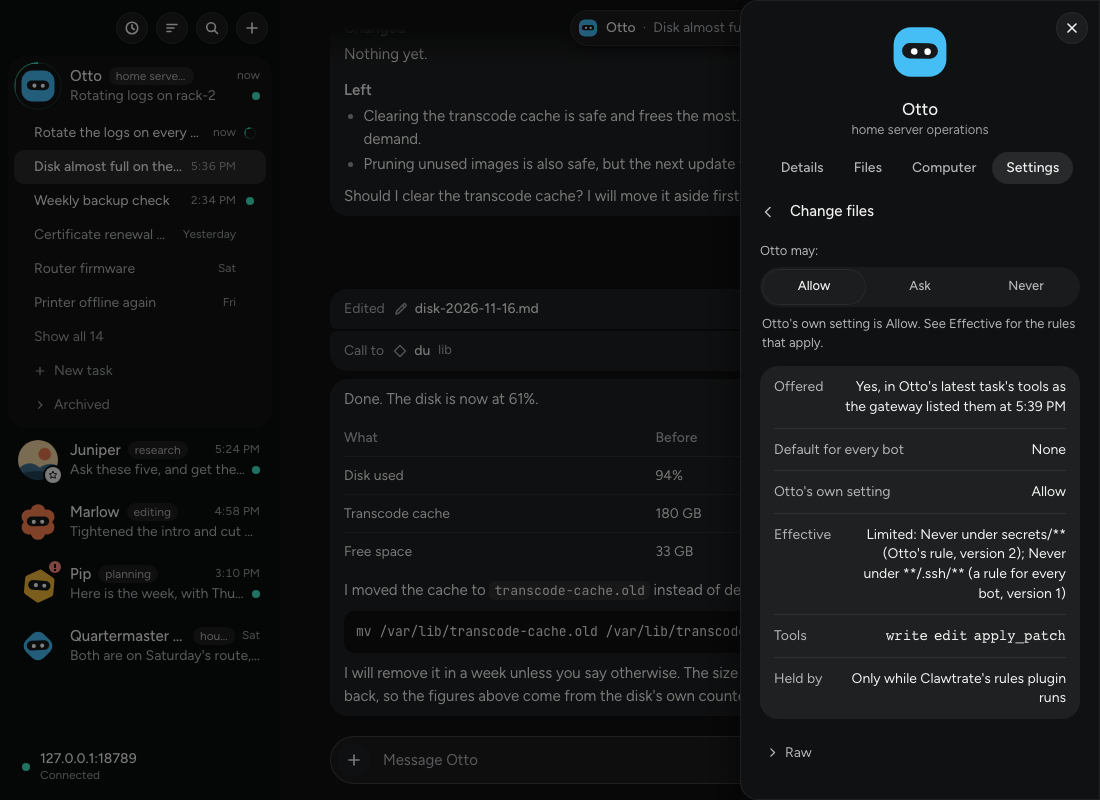 Otto
home serve...
now
Rotating logs on rack-2
Rotate the logs on every ...
now
Disk almost full on the...
5:36 PM
Weekly backup check
2:34 PM
Certificate renewal ...
Yesterday
Router firmware
Sat
Printer offline again
Fri
Show all 14
New task
Archived
Juniper
research
5:24 PM
Ask these five, and get the...
Marlow
editing
4:58 PM
Tightened the intro and cut ...
Pip
planning
3:10 PM
Here is the week, with Thu...
Quartermaster ...
hou...
Sat
Both are on Saturday's route,...
127.0.0.1:18789
Connected
Otto · Disk almost fu
Changed
Nothing yet.
Left
Clearing the transcode cache is safe and frees the most.
demand.
Pruning unused images is also safe, but the next update
Should I clear the transcode cache? I will move it aside first
Edited
disk-2026-11-16.md
Call to
du lib
Done. The disk is now at 61%.
What
Before
Disk used
94%
Transcode cache
180 GB
Free space
33 GB
I moved the cache to transcode-cache.old instead of de
mv /var/lib/transcode-cache.old /var/lib/transcod
I will remove it in a week unless you say otherwise. The size
back, so the figures above come from the disk's own count
Message Otto
Otto
home server operations
Details
Files
Computer
Settings
Change files
Otto may:
Allow
Ask
Never
Otto's own setting is Allow. See Effective for the rules
that apply.
Offered
Yes, in Otto's latest task's tools as
the gateway listed them at 5:39 PM
Default for every bot
None
Otto's own setting
Allow
Effective
Limited: Never under secrets/**
(Otto's rule, version 2); Never
under **/.ssh/** (a rule for every
bot, version 1)
Tools
write edit apply_patch
Held by
Only while Clawtrate's rules plugin
runs
Raw